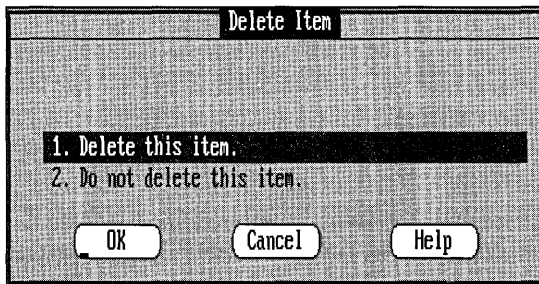 Delete Item
1. Delete this item.
2. Do not delete this item.
OK Cancel Help